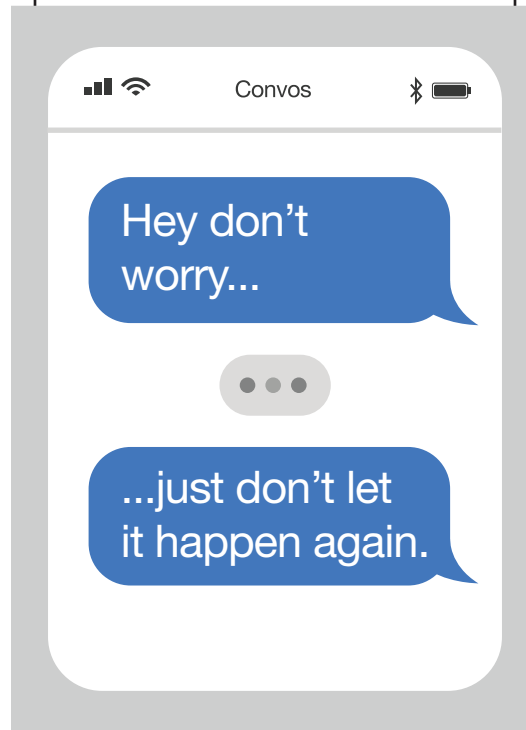 Convos
Hey don’t
worry...
...just don’t let
it happen again.